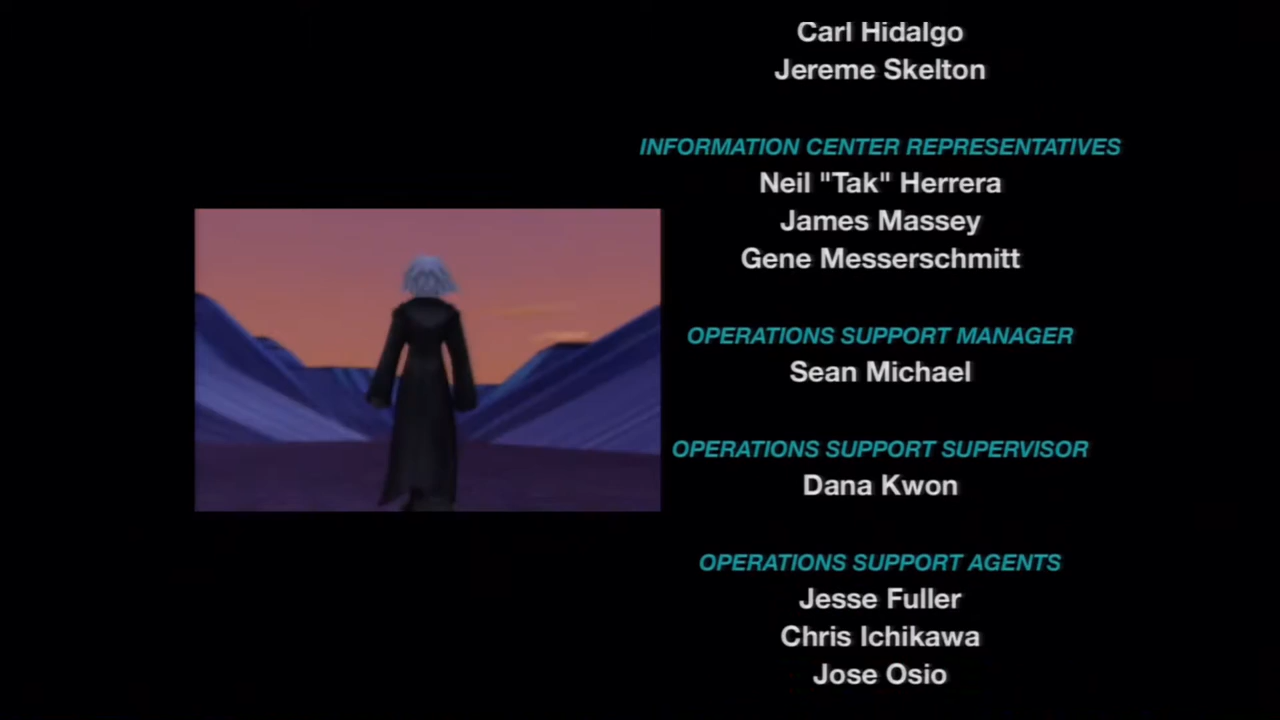 Carl Hidalgo
Jereme Skelton
INFORMATION CENTER REPRESENTATIVES
Neil "Tak" Herrera
James Massey
Gene Messerschmitt
OPERATIONS SUPPORT MANAGER
Sean Michael
OPERATIONS SUPPORT SUPERVISOR
Dana Kwon
OPERATIONS SUPPORT AGENTS
Jesse Fuller
Chris Ichikawa
Jose Osio